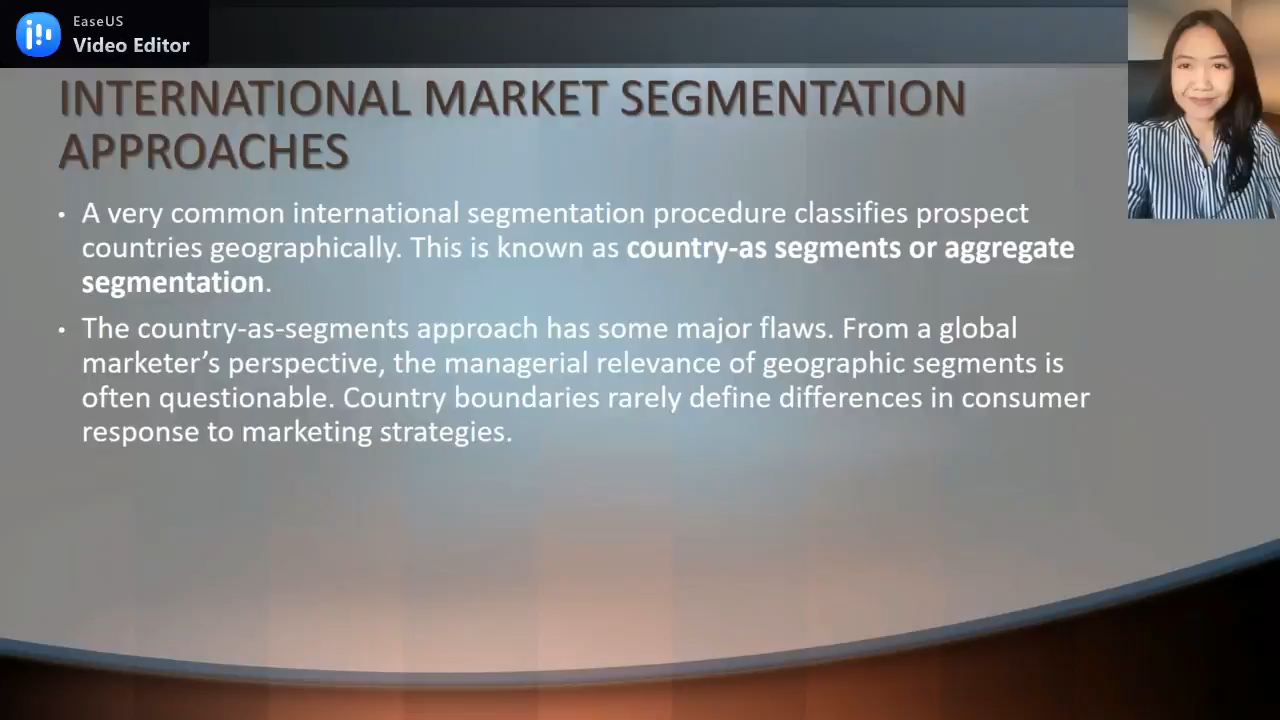 EaseUS
Video Editor
INTERNATIONAL MARKET SEGMENTATION
APPROACHES
• A very common international segmentation procedure classifies prospect
countries geographically. This is known as country-as segments or aggregate
segmentation.
• The country-as-segments approach has some major flaws. From a global
marketer’s perspective, the managerial relevance of geographic segments is
often questionable. Country boundaries rarely define differences in consumer
response to marketing strategies.